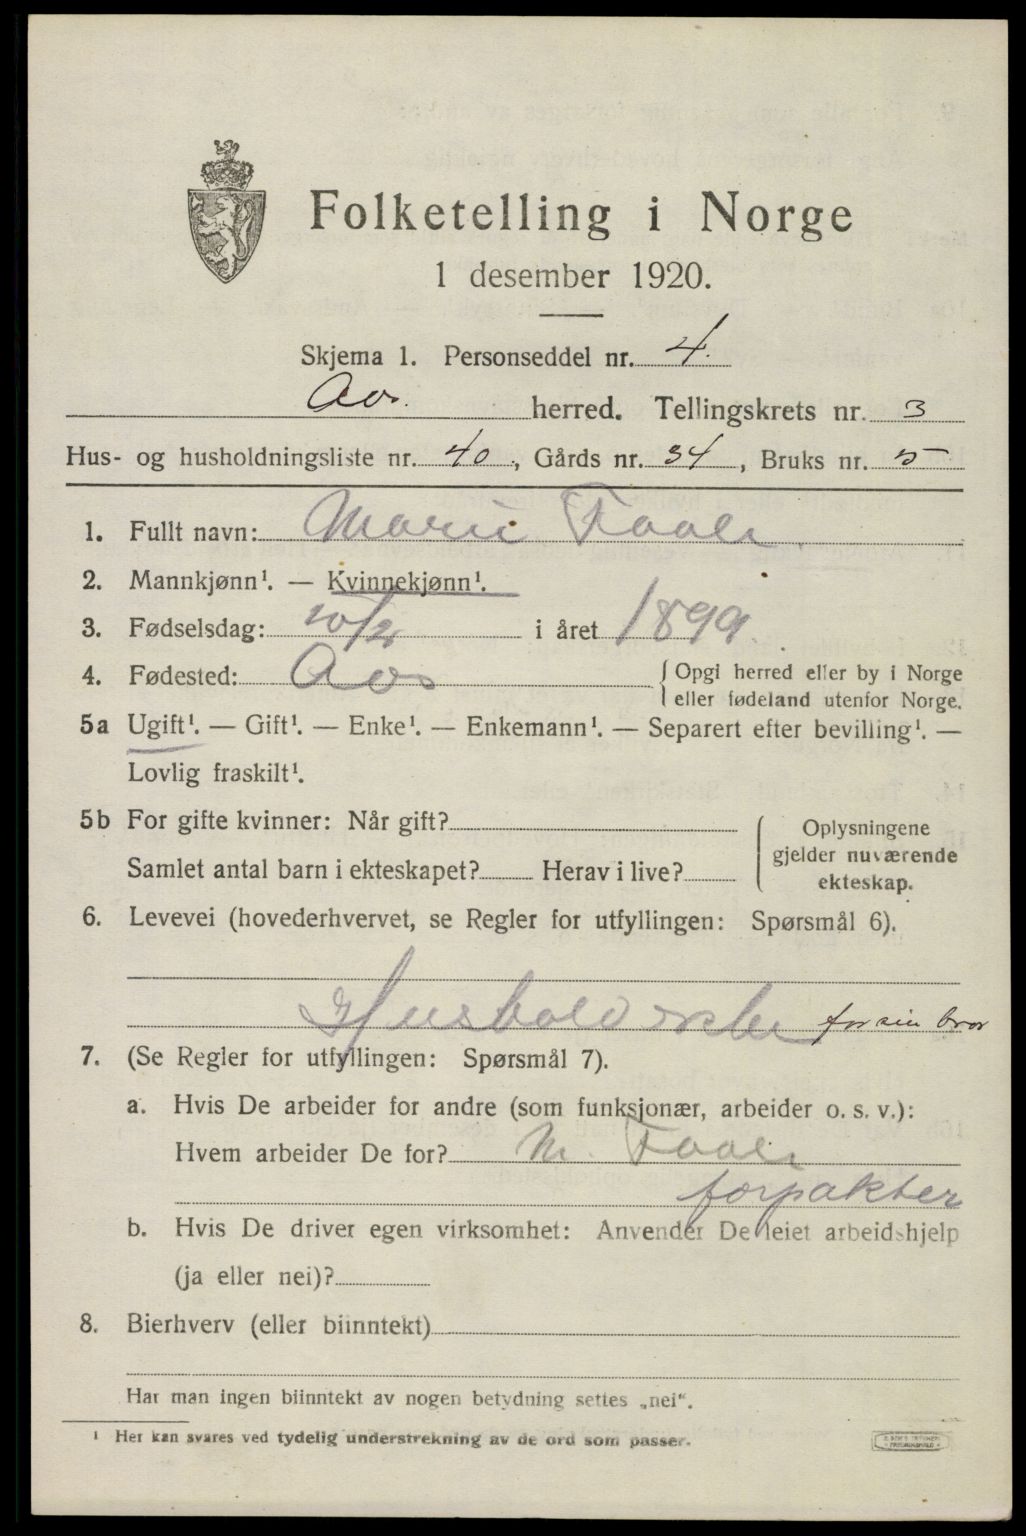 Folketelling i Norge
1 desember 1920.
Skjema 1. Personseddel nr. 4.
Aas. herred. Tellingskrets nr. 3
Hus- og husholdningsliste nr. 40, Gårds nr. 34, Bruks nr. 5
1. Fullt navn: Marie
2. Mannkjønn¹. — Kvinnekjønn¹.
3. Fødselsdag: 10/2 i året 1899.
4. Fødested: Aas { Opgi herred eller by i Norge
eller fødeland utenfor Norge.
5a Ugift¹. — Gift¹. — Enke¹. — Enkemann¹. — Separert efter bevilling¹. —
Lovlig fraskilt¹.
5b For gifte kvinner: Når gift?
Samlet antal barn i ekteskapet? Herav i live?
{ Oplysningene
gjelder nuværende
ekteskap.
6. Levevei (hovederhvervet, se Regler for utfyllingen: Spørsmål 6).
for sin bror
7. (Se Regler for utfyllingen: Spørsmål 7).
a. Hvis De arbeider for andre (som funksjonær, arbeider o. s. v.):
Hvem arbeider De for? M.
forpakter
b. Hvis De driver egen virksomhet: Anvender De leiet arbeidshjelp
(ja eller nei)?
8. Bierhverv (eller biinntekt)
Har man ingen biinntekt av nogen betydning settes „nei“.
¹ Her kan svares ved tydelig understrekning av de ord som passer.